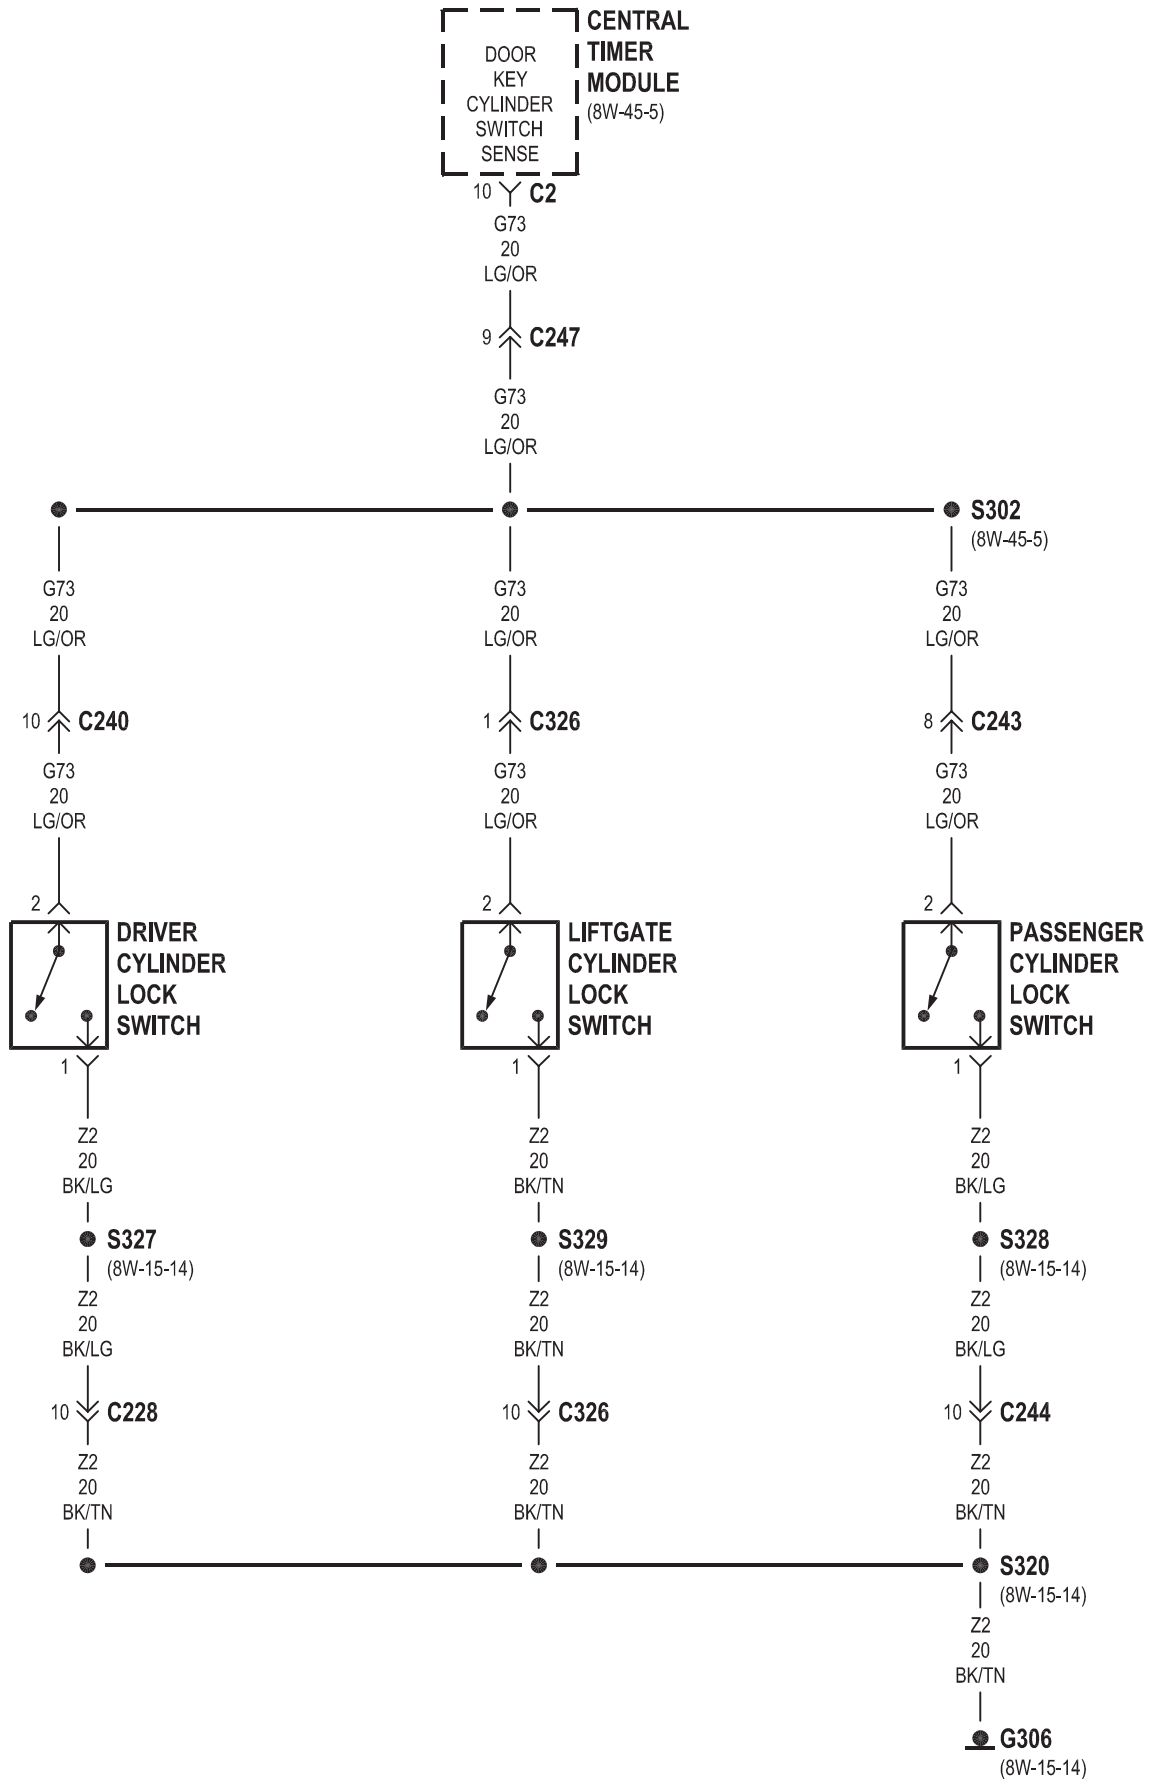 CENTRAL
TIMER
MODULE
(8W-45-5)
DOOR
KEY
CYLINDER
SWITCH
SENSE
10 C2
G73
20
LG/OR
9 C247
G73
20
LG/OR
S302
(8W-45-5)
G73
20
LG/OR
10 C240
G73
20
LG/OR
2
DRIVER
CYLINDER
LOCK
SWITCH
1
Z2
20
BK/LG
S327
(8W-15-14)
Z2
20
BK/LG
10 C228
Z2
20
BK/TN
G73
20
LG/OR
1 C326
G73
20
LG/OR
2
LIFTGATE
CYLINDER
LOCK
SWITCH
1
Z2
20
BK/TN
S329
(8W-15-14)
Z2
20
BK/TN
10 C326
Z2
20
BK/TN
G73
20
LG/OR
8 C243
G73
20
LG/OR
2
PASSENGER
CYLINDER
LOCK
SWITCH
1
Z2
20
BK/LG
S328
(8W-15-14)
Z2
20
BK/LG
10 C244
Z2
20
BK/TN
S320
(8W-15-14)
Z2
20
BK/TN
G306
(8W-15-14)